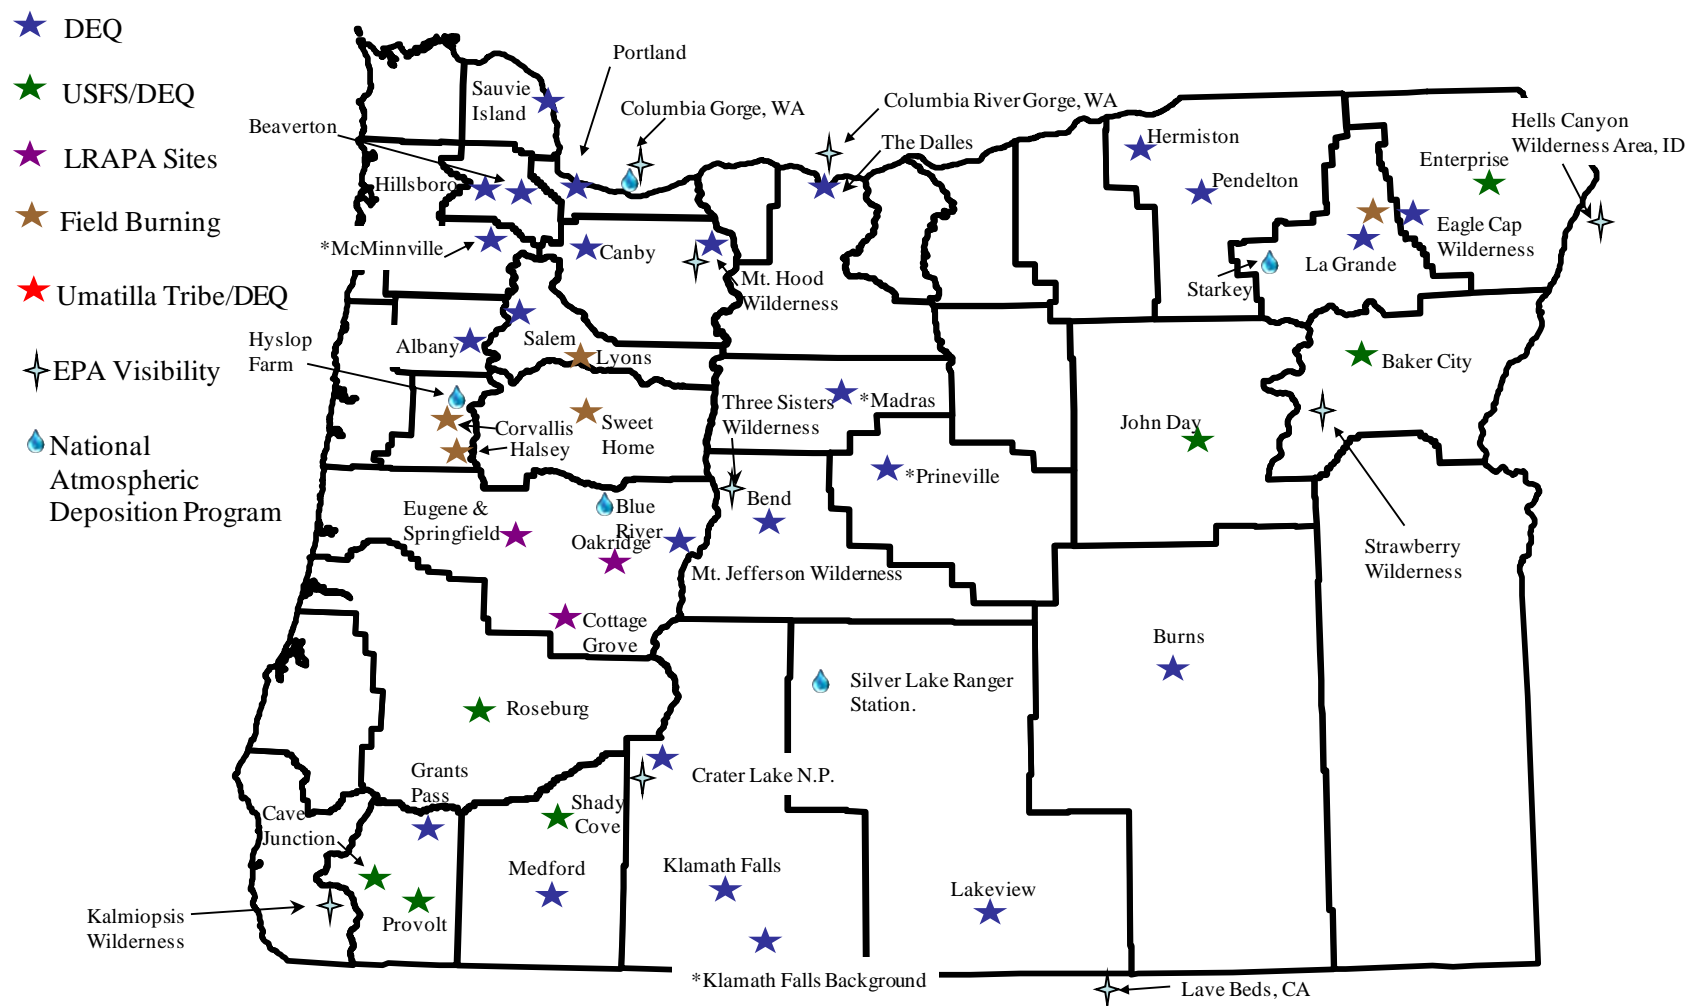 DEQ
USFS/DEQ
LRAPA Sites
Field Burning
Umatilla Tribe/DEQ
EPA Visibility
National
Atmospheric
Deposition Program
Portland
Sauvie
Island
Columbia Gorge, WA
Columbia River Gorge, WA
Beaverton
The Dalles
Hermiston
Hells Canyon
Wilderness Area, ID
Enterprise
Hillsboro
Pendelton
*McMinnville
Canby
Eagle Cap
Wilderness
Mt. Hood
Wilderness
La Grande
Starkey
Hyslop
Farm
Albany
Salem
Lyons
Baker City
Three Sisters
Wilderness
*Madras
John Day
Corvallis
Halsey
Sweet
Home
*Prineville
Bend
Eugene &
Springfield
Blue
River
Oakridge
Mt. Jefferson Wilderness
Strawberry
Wilderness
Cottage
Grove
Burns
Silver Lake Ranger
Station.
Roseburg
Grants
Pass
Crater Lake N.P.
Shady
Cove
Cave
Junction
Medford
Klamath Falls
Lakeview
Kalmiopsis
Wilderness
Provolt
*Klamath Falls Background
Lave Beds, CA